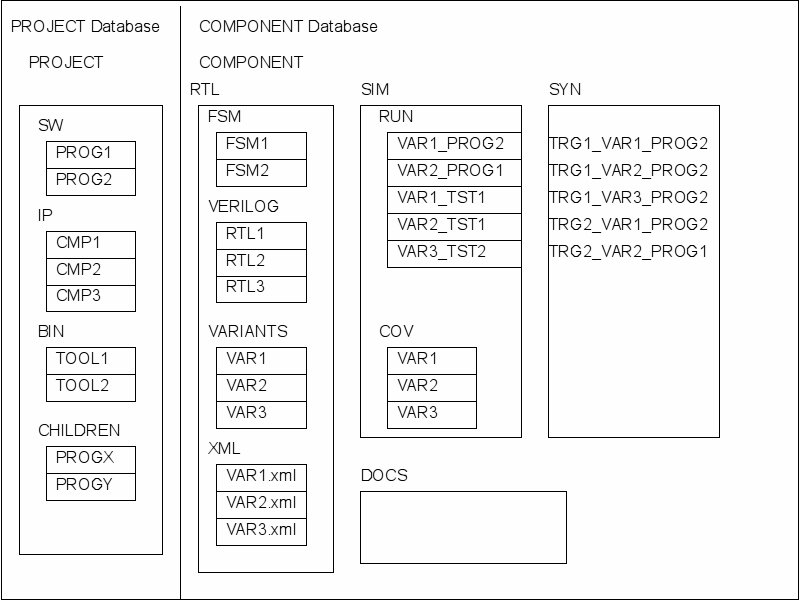 PROJECT Database
PROJECT
SW
PROG1
PROG2
IP
CMP1
CMP2
CMP3
BIN
TOOL1
TOOL2
CHILDREN
PROGX
PROGY
COMPONENT Database
COMPONENT
RTL
FSM
FSM1
FSM2
VERILOG
RTL1
RTL2
RTL3
VARIANTS
VAR1
VAR2
VAR3
XML
VAR1.xml
VAR2.xml
VAR3.xml
SIM
RUN
VAR1_PROG2
VAR2_PROG1
VAR1_TST1
VAR2_TST1
VAR3_TST2
COV
VAR1
VAR2
VAR3
SYN
TRG1_VAR1_PROG2
TRG1_VAR2_PROG2
TRG1_VAR3_PROG2
TRG2_VAR1_PROG2
TRG2_VAR2_PROG1
DOCS